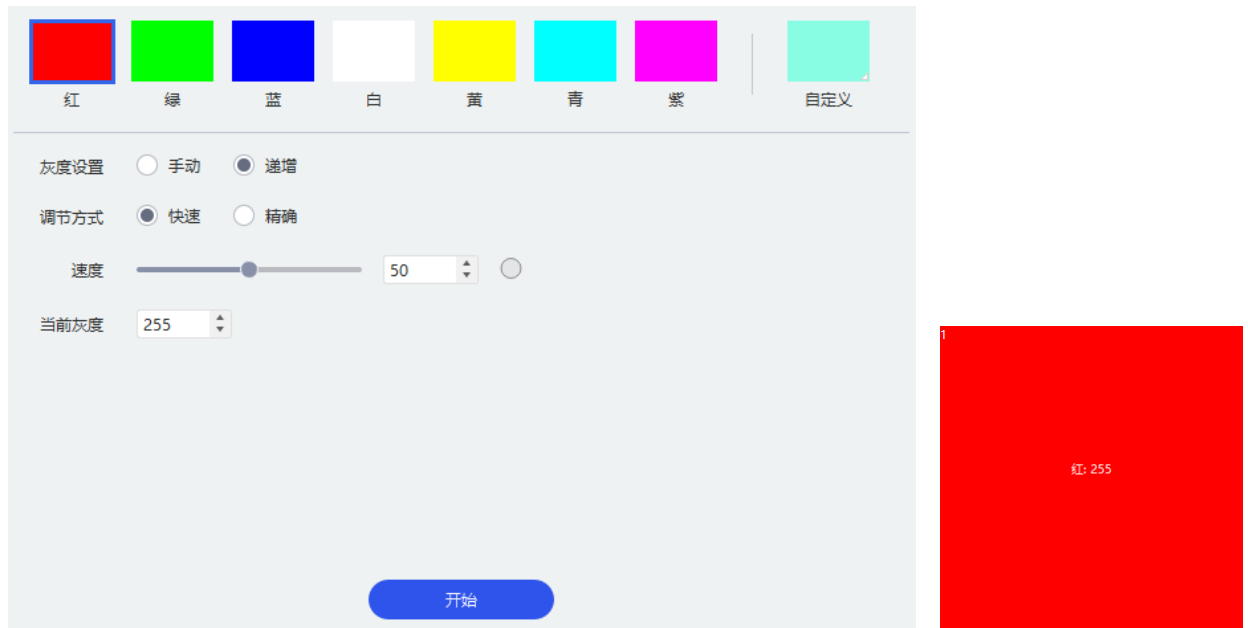 红 绿 蓝 白 黄 青 紫 自定义
灰度设置 手动 递增
调节方式 快速 精确
速度 50
当前灰度 255
1
红: 255
开始